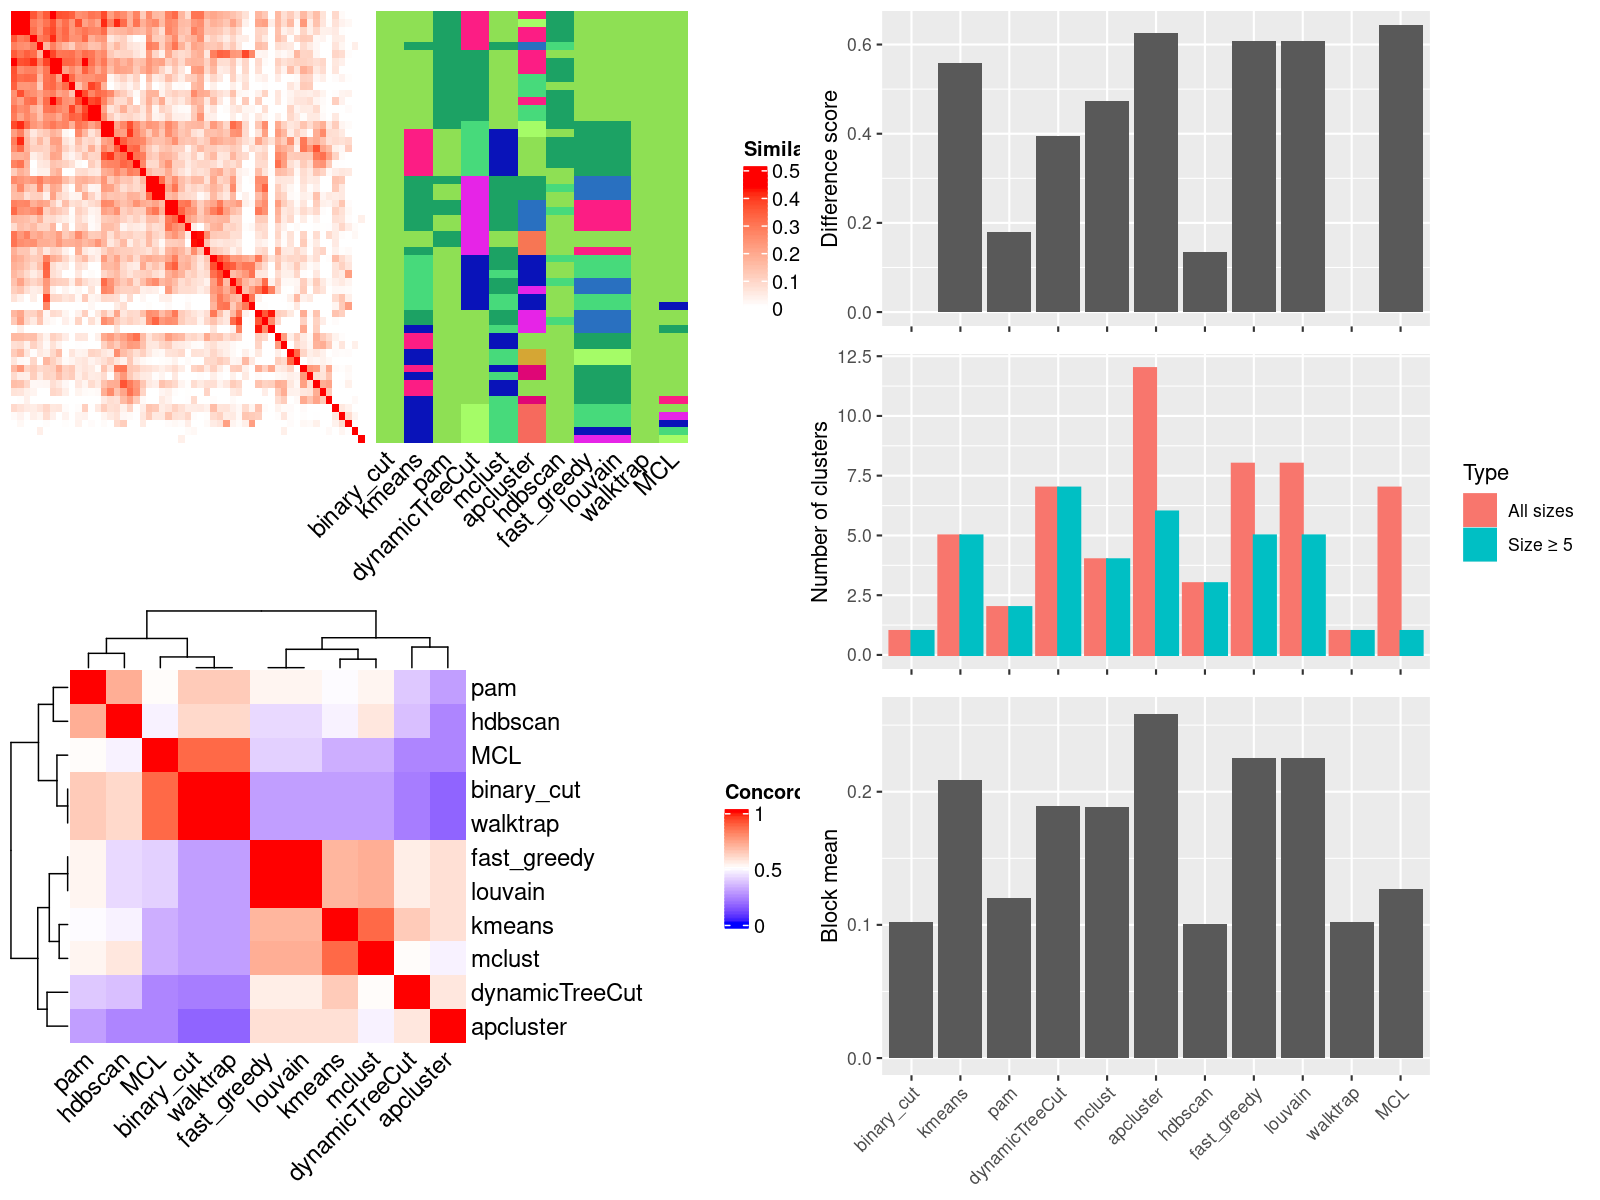 Simila
0.5
0.4
0.3
0.2
0.1
0
binary_cut
kmeans
pam
dynamicTreeCut
mclust
apcluster
hdbscan
fast_greedy
louvain
walktrap
MCL
pam
hdbscan
MCL
binary_cut
walktrap
fast_greedy
louvain
kmeans
mclust
dynamicTreeCut
apcluster
pam
hdbscan
MCL
binary_cut
walktrap
fast_greedy
louvain
kmeans
mclust
dynamicTreeCut
apcluster
Concor
1
0.5
0
Difference score
0.6
0.4
0.2
0.0
Number of clusters
12.5
10.0
7.5
5.0
2.5
0.0
Type
All sizes
Size ≥ 5
Block mean
0.2
0.1
0.0
binary_cut
kmeans
pam
dynamicTreeCut
mclust
apcluster
hdbscan
fast_greedy
louvain
walktrap
MCL